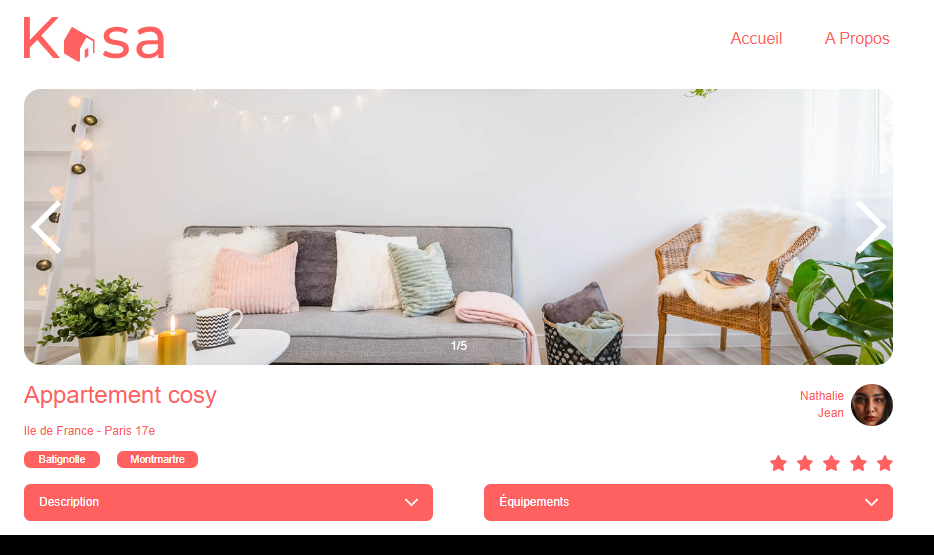 Kasa
Accueil
A Propos
1/5
Appartement cosy
Nathalie
Jean
Ile de France - Paris 17e
Batignolle
Montmartre
Description
Équipements